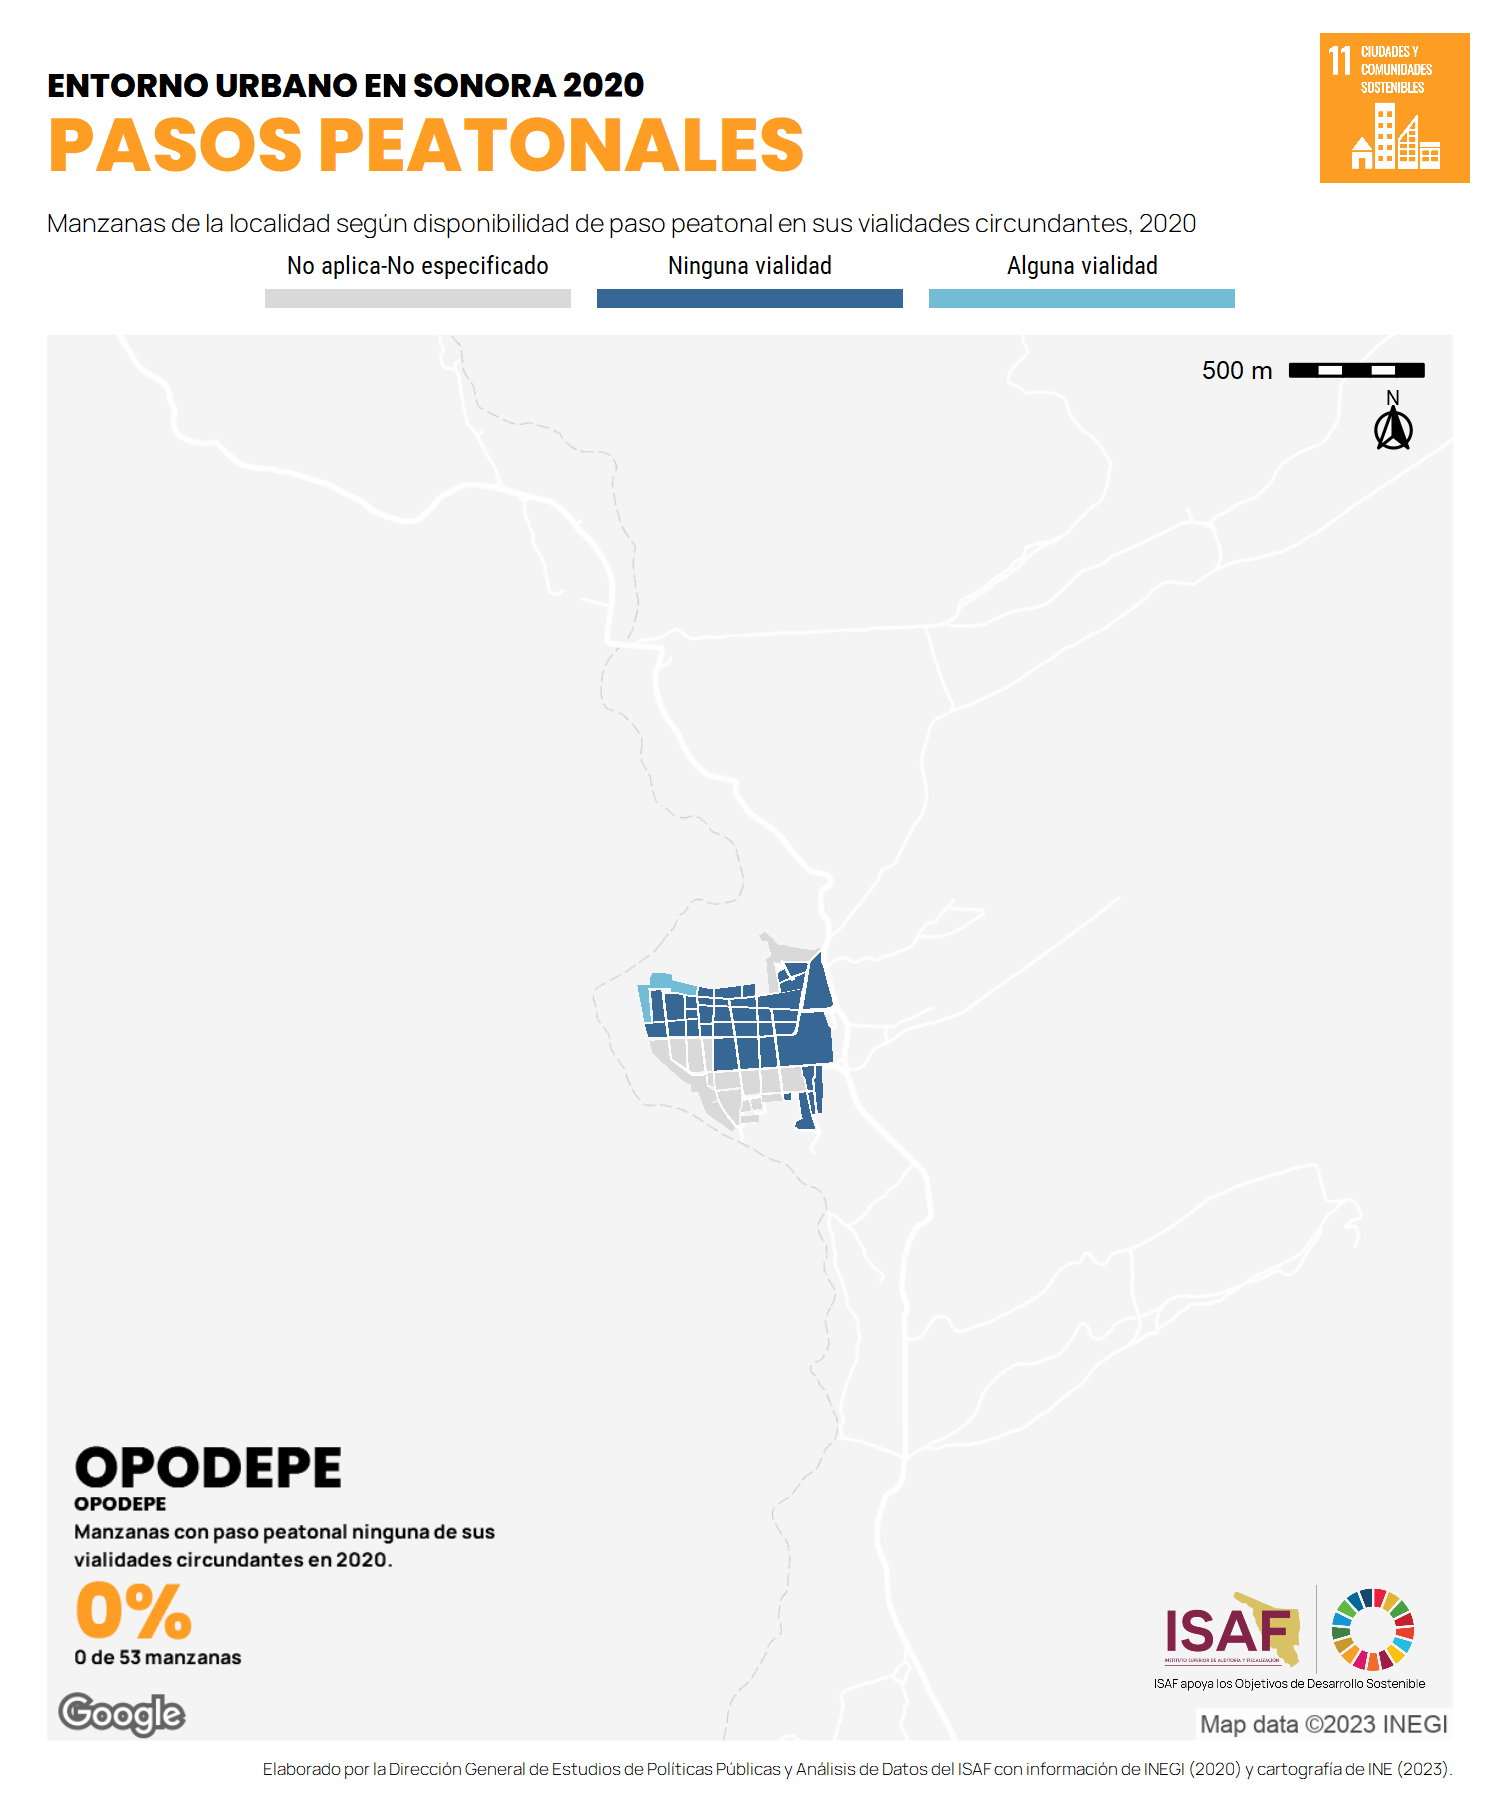 ENTORNO URBANO EN SONORA 2020
PASOS PEATONALES
11 CIUDADES Y
COMUNIDADES
SOSTENIBLES
Manzanas de la localidad según disponibilidad de paso peatonal en sus vialidades circundantes, 2020
No aplica-No especificado
Ninguna vialidad
Alguna vialidad
500 m
N
OPODEPE
OPODEPE
Manzanas con paso peatonal ninguna de sus
vialidades circundantes en 2020.
0%
0 de 53 manzanas
Google
ISAF
INSTITUTO SUPERIOR DE AUDITORÍA Y FISCALIZACIÓN
ISAF apoya los Objetivos de Desarrollo Sostenible
Map data ©2023 INEGI
Elaborado por la Dirección General de Estudios de Políticas Públicas y Análisis de Datos del ISAF con información de INEGI (2020) y cartografía de INE (2023).